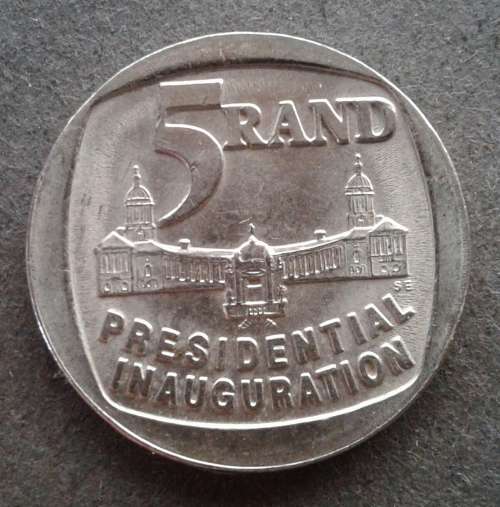 5 RAND
SE
PRESIDENTIAL
INAUGURATION